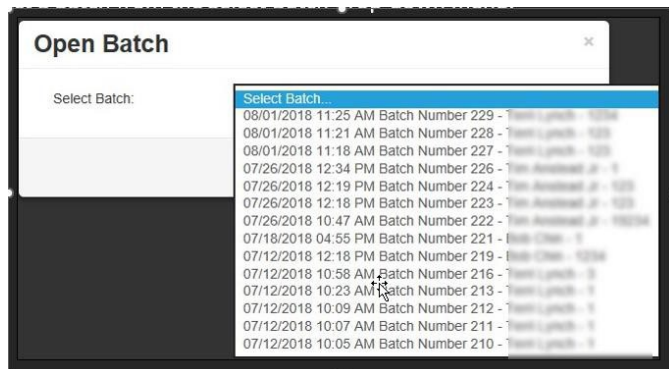 Open Batch
×
Select Batch:
Select Batch...
08/01/2018 11:25 AM Batch Number 229 -
08/01/2018 11:21 AM Batch Number 228 -
08/01/2018 11:18 AM Batch Number 227 -
07/26/2018 12:34 PM Batch Number 226 -
07/26/2018 12:19 PM Batch Number 224 -
07/26/2018 12:18 PM Batch Number 223 -
07/26/2018 10:47 AM Batch Number 222 -
07/18/2018 04:55 PM Batch Number 221 -
07/12/2018 12:18 PM Batch Number 219 -
07/12/2018 10:58 AM Batch Number 216 -
07/12/2018 10:23 AM Batch Number 213 -
07/12/2018 10:09 AM Batch Number 212 -
07/12/2018 10:07 AM Batch Number 211 -
07/12/2018 10:05 AM Batch Number 210 -